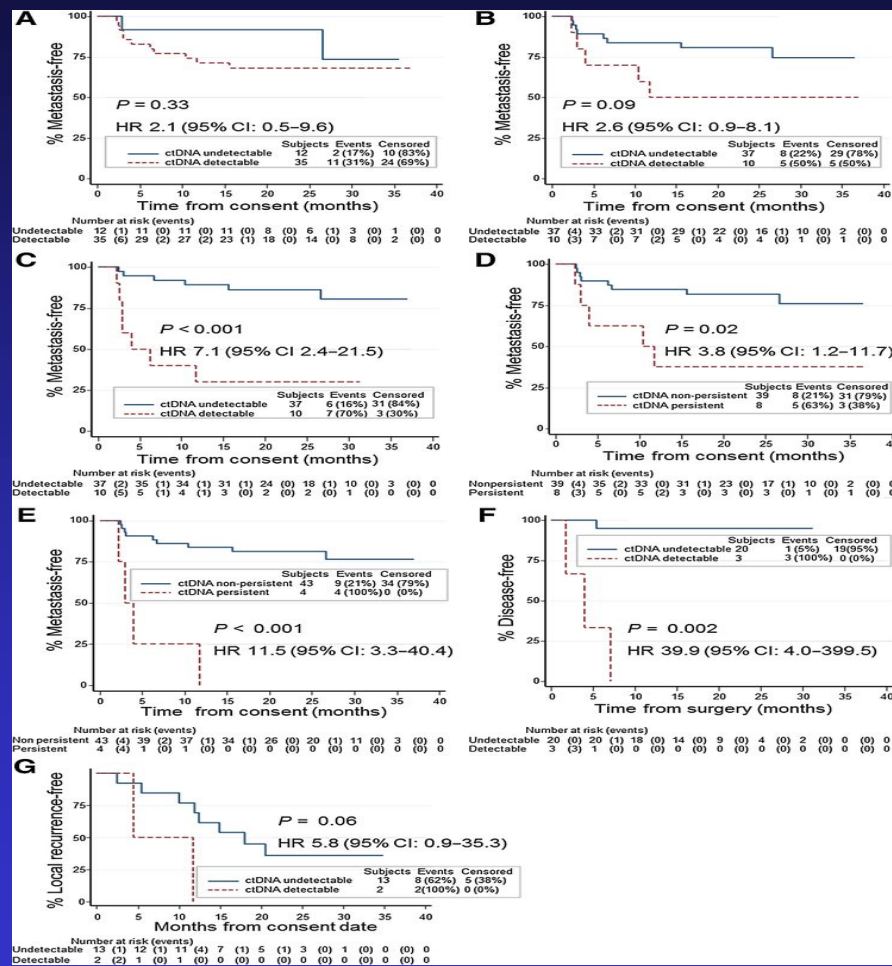 A
100
75
50
25
0
% Metastasis-free
P = 0.33
HR 2.1 (95% CI: 0.5–9.6)
Subjects Events Censored
ctDNA undetectable 12 2 (17%) 10 (83%)
ctDNA detectable 35 11 (31%) 24 (69%)
0 5 10 15 20 25 30 35 40
Time from consent (months)
Number at risk (events)
Undetectable 12 (1) 11 (0) 11 (0) 11 (0) 8 (0) 6 (1) 3 (0) 1 (0) 0
Detectable 35 (6) 29 (2) 27 (2) 23 (1) 18 (0) 14 (0) 8 (0) 2 (0) 0
B
100
75
50
25
0
% Metastasis-free
P = 0.09
HR 2.6 (95% CI: 0.9–8.1)
Subjects Events Censored
ctDNA undetectable 37 8 (22%) 29 (78%)
ctDNA detectable 10 5 (50%) 5 (50%)
0 5 10 15 20 25 30 35 40
Time from consent (months)
Number at risk (events)
Undetectable 37 (4) 33 (2) 31 (0) 29 (1) 22 (0) 16 (1) 10 (0) 2 (0) 0
Detectable 10 (3) 7 (0) 7 (2) 5 (0) 4 (0) 4 (0) 1 (0) 1 (0) 0
C
100
75
50
25
0
% Metastasis-free
P < 0.001
HR 7.1 (95% CI 2.4–21.5)
Subjects Events Censored
ctDNA undetectable 37 6 (16%) 31 (84%)
ctDNA detectable 10 7 (70%) 3 (30%)
0 5 10 15 20 25 30 35 40
Time from consent (months)
Number at risk (events)
Undetectable 37 (2) 35 (1) 34 (1) 31 (1) 24 (0) 18 (1) 10 (0) 3 (0) 0
Detectable 10 (5) 5 (1) 4 (1) 3 (0) 2 (0) 2 (0) 1 (0) 0 (0) 0
D
100
75
50
25
0
% Metastasis-free
P = 0.02
HR 3.8 (95% CI: 1.2–11.7)
Subjects Events Censored
ctDNA non-persistent 39 8 (21%) 31 (79%)
ctDNA persistent 8 5 (63%) 3 (38%)
0 5 10 15 20 25 30 35 40
Time from consent (months)
Number at risk (events)
Nonpersistent 39 (4) 35 (2) 33 (0) 31 (1) 23 (0) 17 (1) 10 (0) 2 (0) 0
Persistent 8 (3) 5 (0) 5 (2) 3 (0) 3 (0) 3 (0) 1 (0) 1 (0) 0
E
100
75
50
25
0
% Metastasis-free
Subjects Events Censored
ctDNA non-persistent 43 9 (21%) 34 (79%)
ctDNA persistent 4 4 (100%) 0 (0%)
P < 0.001
HR 11.5 (95% CI: 3.3–40.4)
0 5 10 15 20 25 30 35 40
Time from consent (months)
Number at risk (events)
Non persistent 43 (4) 39 (2) 37 (1) 34 (1) 26 (0) 20 (1) 11 (0) 3 (0) 0
Persistent 4 (4) 1 (0) 1 (0) 0 (0) 0 (0) 0 (0) 0 (0) 0 (0) 0
F
100
75
50
25
0
% Disease-free
Subjects Events Censored
ctDNA undetectable 20 1 (5%) 19(95%)
ctDNA detectable 3 3 (100%) 0 (0%)
P = 0.002
HR 39.9 (95% CI: 4.0–399.5)
0 5 10 15 20 25 30 35 40
Time from surgery (months)
Number at risk (events)
Undetectable 20 (0) 20 (1) 18 (0) 14 (0) 9 (0) 4 (0) 2 (0) 0 (0) 0
Detectable 3 (3) 1 (0) 0 (0) 0 (0) 0 (0) 0 (0) 0 (0) 0 (0) 0
G
75
50
25
0
% Local recurrence-free
P = 0.06
HR 5.8 (95% CI: 0.9–35.3)
Subjects Events Censored
ctDNA undetectable 13 8 (62%) 5 (38%)
ctDNA detectable 2 2(100%) 0 (0%)
0 5 10 15 20 25 30 35 40
Months from consent date
Number at risk (events)
Undetectable 13 (1) 12 (1) 11 (4) 7 (1) 5 (1) 3 (0) 1 (0) 0 (0) 0
Detectable 2 (2) 1 (0) 1 (0) 0 (0) 0 (0) 0 (0) 0 (0) 0 (0) 0